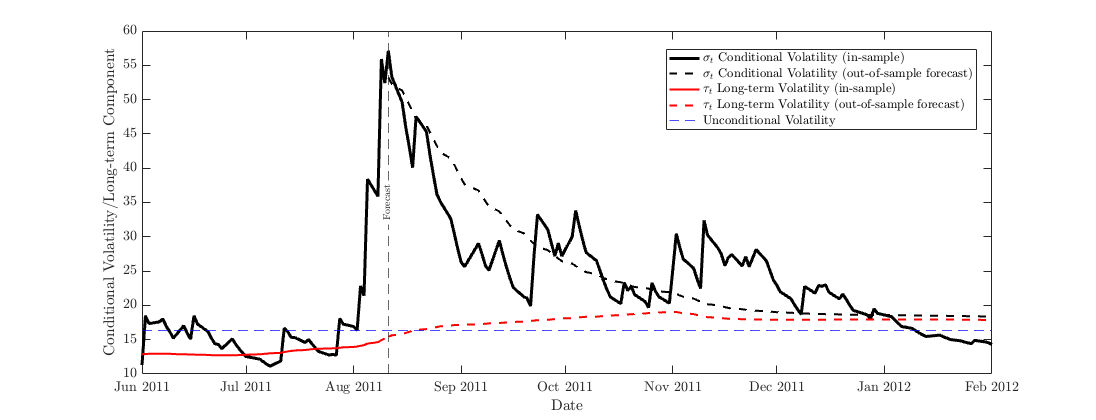 Conditional Volatility/Long-term Component
60
55
50
45
40
35
30
25
20
15
10
σt Conditional Volatility (in-sample)
σt Conditional Volatility (out-of-sample forecast)
τt Long-term Volatility (in-sample)
τt Long-term Volatility (out-of-sample forecast)
Unconditional Volatility
Forecast
Jun 2011 Jul 2011 Aug 2011 Sep 2011 Oct 2011 Nov 2011 Dec 2011 Jan 2012 Feb 2012
Date